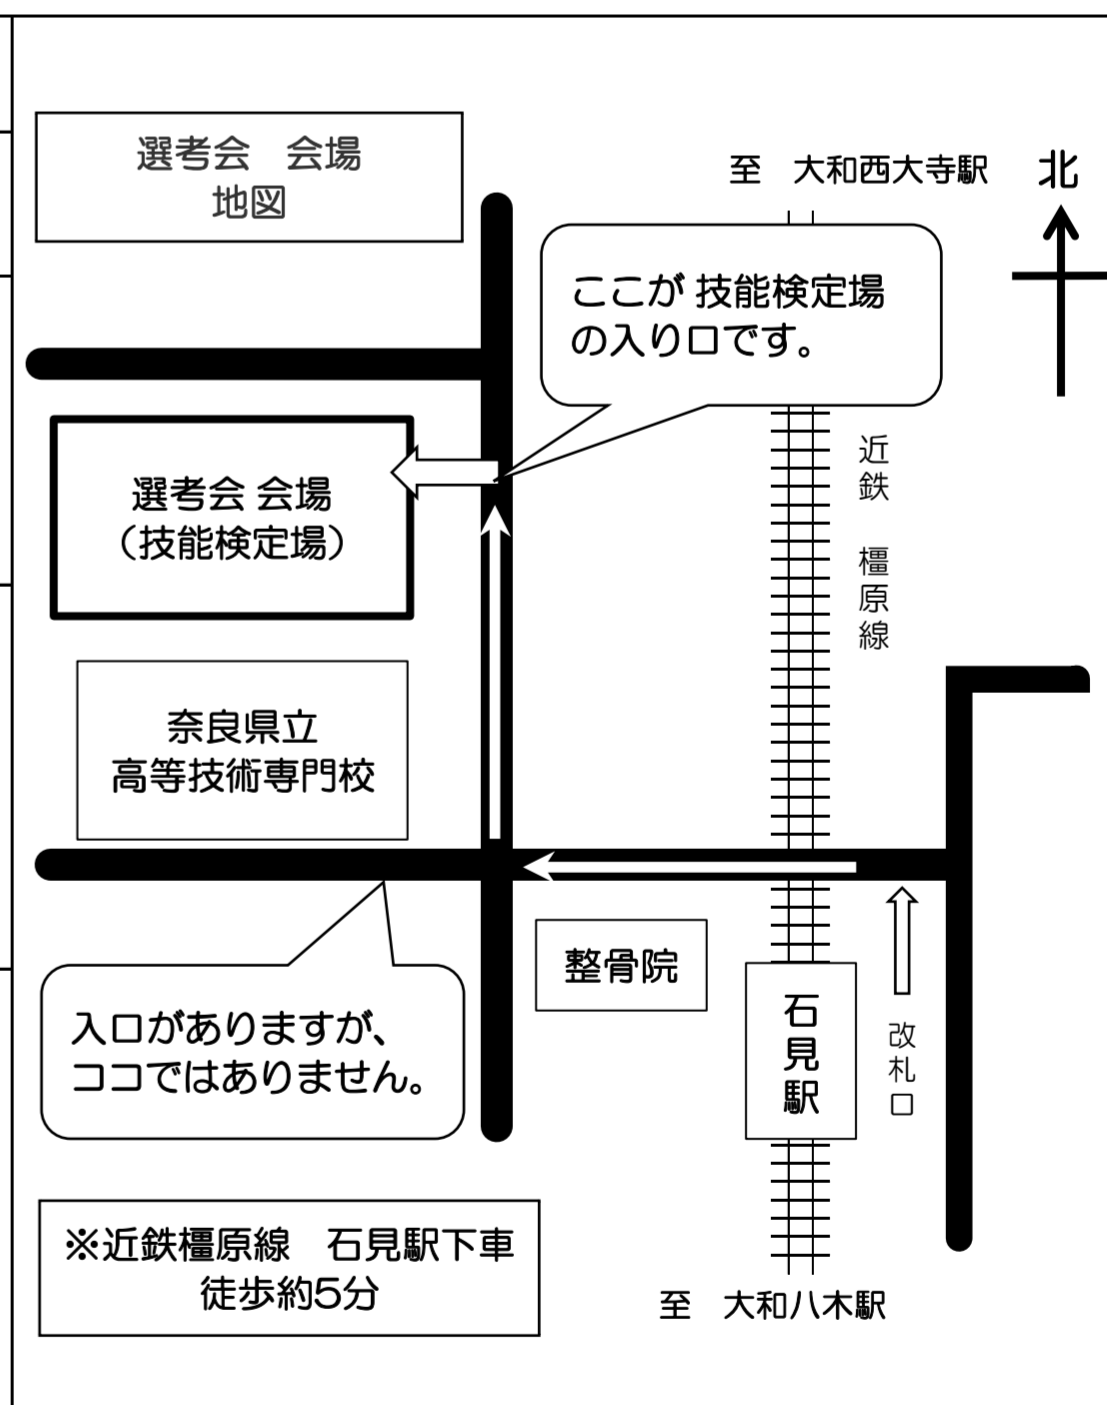 選考会　会場
地図
至　大和西大寺駅
北
ここが 技能検定場
の入り口です。
選考会 会場
（技能検定場）
近鉄　橿原線
奈良県立
高等技術専門校
整骨院
石見駅
改札口
入口がありますが、
ココではありません。
※近鉄橿原線　石見駅下車
徒歩約5分
至　大和八木駅